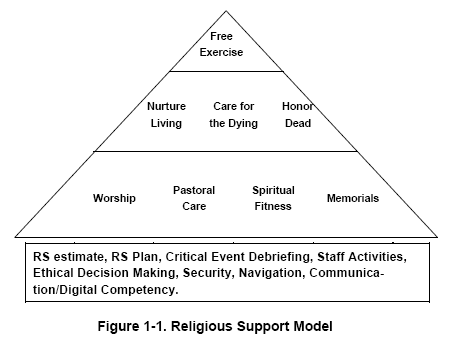 Free
Exercise
Nurture Living
Care for the Dying
Honor Dead
Worship
Pastoral Care
Spiritual Fitness
Memorials
RS estimate, RS Plan, Critical Event Debriefing, Staff Activities,
Ethical Decision Making, Security, Navigation, Communica-
tion/Digital Competency.
Figure 1-1. Religious Support Model